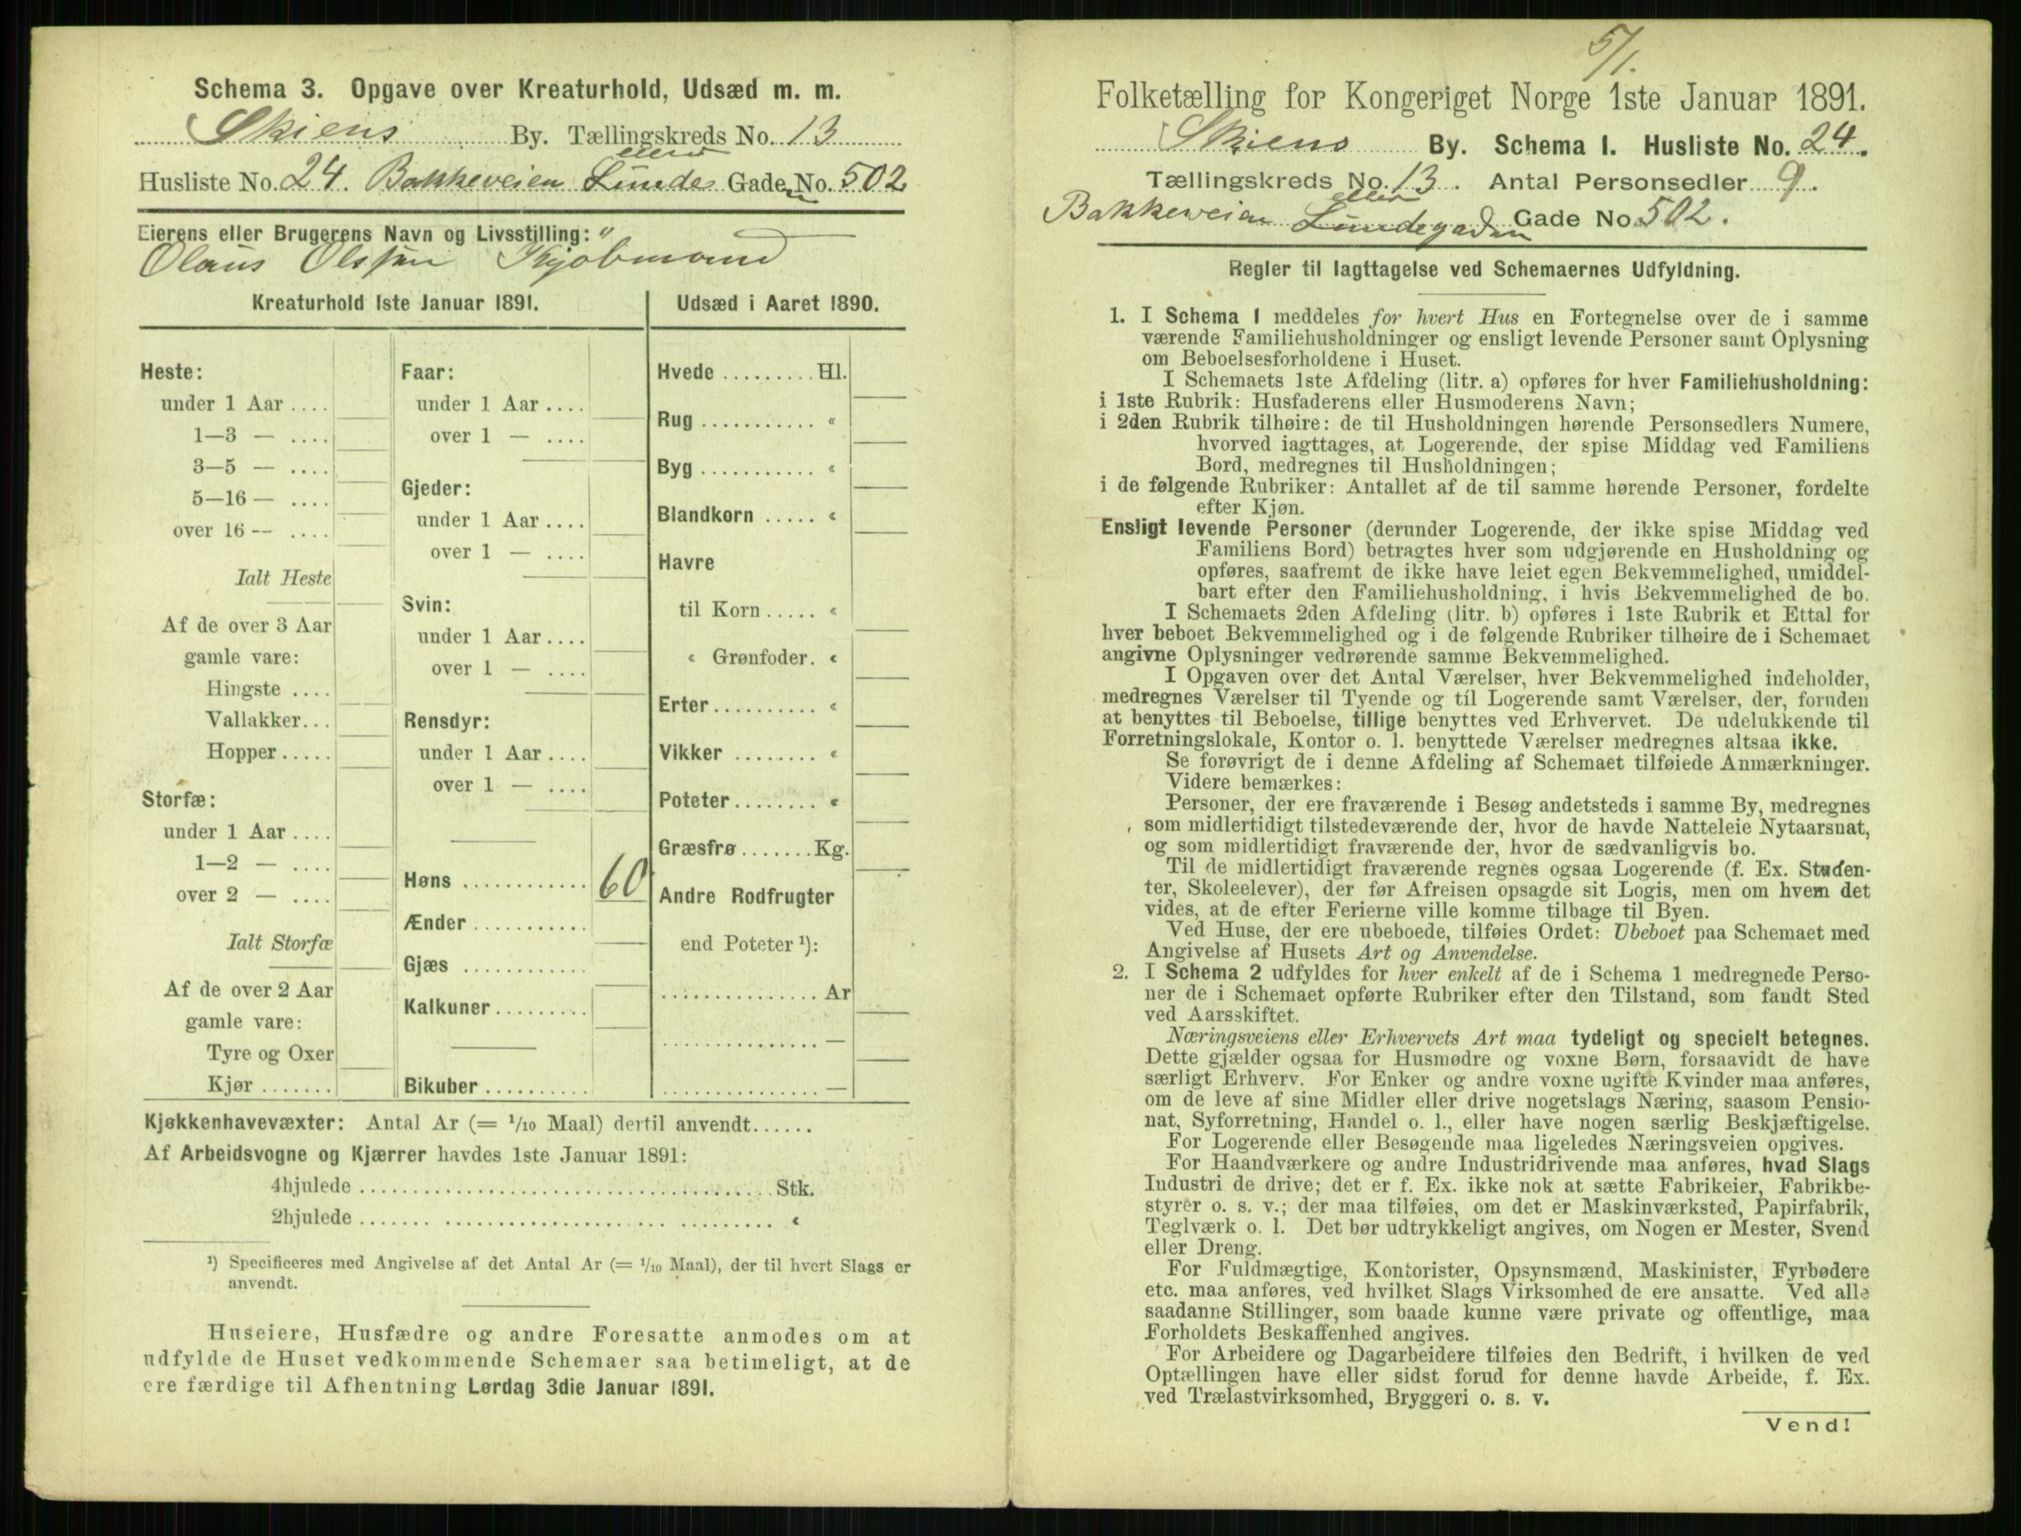 Schema 3. Opgave over Kreaturhold, Udsæd m. m.
Skiens By. Tællingskreds No. 13
eller
Husliste No. 24. Bakkeveien Lundes Gaden No. 502
Eierens eller Brugerens Navn og Livsstilling:
Olaus Olssen Kjøbmand
Kreaturhold 1ste Januar 1891.
Heste:
under 1 Aar ....
1—3 — ....
3—5 — ....
5—16 — ....
over 16 — ....
Ialt Heste
Af de over 3 Aar
gamle vare:
Hingste ....
Vallakker...
Hopper.....
Storfæ:
under 1 Aar ....
1—2 — ....
over 2 — ....
Ialt Storfæ
Af de over 2 Aar
gamle vare:
Tyre og Oxer
Kjør.......
Faar:
under 1 Aar ....
over 1 — ....
Gjeder:
under 1 Aar ....
over 1 — ....
Svin:
under 1 Aar ....
over 1 — ....
Rensdyr:
under 1 Aar ....
over 1 — ....
Høns ............ 60
Ænder ...........
Gjæs ............
Kalkuner.........
Bikuber..........
Udsæd i Aaret 1890.
Hvede .........Hl.
Rug ........... «
Byg ........... «
Blandkorn ..... «
Havre
til Korn ..... «
« Grønfoder. «
Erter.......... «
Vikker ........ «
Poteter........ «
Græsfrø.......Kg.
Andre Rodfrugter
end Poteter ¹):
...............Ar
............... —
............... —
Kjøkkenhavevæxter: Antal Ar (= 1/10 Maal) dertil anvendt......
Af Arbeidsvogne og Kjærrer havdes 1ste Januar 1891:
4hjulede ....................................... Stk.
2hjulede ....................................... «
¹) Specificeres med Angivelse af det Antal Ar (= 1/10 Maal), der til hvert Slags er
anvendt.
Huseiere, Husfædre og andre Foresatte anmodes om at
udfylde de Huset vedkommende Schemaer saa betimeligt, at de
ere færdige til Afhentning Lørdag 3die Januar 1891.
5/1.
Folketælling for Kongeriget Norge 1ste Januar 1891.
Skiens By. Schema 1. Husliste No. 24.
Tællingskreds No. 13. Antal Personsedler 9.
eller
Bakkeveien Lundegaden Gade No. 502.
Regler til Iagttagelse ved Schemaernes Udfyldning.
1. I Schema 1 meddeles for hvert Hus en Fortegnelse over de i samme
værende Familiehusholdninger og ensligt levende Personer samt Oplysning
om Beboelsesforholdene i Huset.
I Schemaets 1ste Afdeling (litr. a) opføres for hver Familiehusholdning:
i 1ste Rubrik: Husfaderens eller Husmoderens Navn;
i 2den Rubrik tilhøire: de til Husholdningen hørende Personsedlers Numere,
hvorved iagttages, at Logerende, der spise Middag ved Familiens
Bord, medregnes til Husholdningen;
i de følgende Rubriker: Antallet af de til samme hørende Personer, fordelte
efter Kjøn.
Ensligt levende Personer (derunder Logerende, der ikke spise Middag ved
Familiens Bord) betragtes hver som udgjørende en Husholdning og
opføres, saafremt de ikke have leiet egen Bekvemmelighed, umiddel-
bart efter den Familiehusholdning, i hvis Bekvemmelighed de bo.
I Schemaets 2den Afdeling (litr. b) opføres i 1ste Rubrik et Ettal for
hver beboet Bekvemmelighed og i de følgende Rubriker tilhøire de i Schemaet
angivne Oplysninger vedrørende samme Bekvemmelighed.
I Opgaven over det Antal Værelser, hver Bekvemmelighed indeholder,
medregnes Værelser til Tyende og til Logerende samt Værelser, der, foruden
at benyttes til Beboelse, tillige benyttes ved Erhvervet. De udelukkende til
Forretningslokale, Kontor o. l. benyttede Værelser medregnes altsaa ikke.
Se forøvrigt de i denne Afdeling af Schemaet tilføiede Anmærkninger.
Videre bemærkes:
Personer, der ere fraværende i Besøg andetsteds i samme By, medregnes
som midlertidigt tilstedeværende der, hvor de havde Natteleie Nytaarsnat,
og som midlertidigt fraværende der, hvor de sædvanligvis bo.
Til de midlertidigt fraværende regnes ogsaa Logerende (f. Ex. Studen-
ter, Skoleelever), der før Afreisen opsagde sit Logis, men om hvem det
vides, at de efter Ferierne ville komme tilbage til Byen.
Ved Huse, der ere ubeboede, tilføies Ordet: Ubeboet paa Schemaet med
Angivelse af Husets Art og Anvendelse.
2. I Schema 2 udfyldes for hver enkelt af de i Schema 1 medregnede Perso-
ner de i Schemaet opførte Rubriker efter den Tilstand, som fandt Sted
ved Aarsskiftet.
Næringsveiens eller Erhvervets Art maa tydeligt og specielt betegnes.
Dette gjælder ogsaa for Husmødre og voxne Børn, forsaavidt de have
særligt Erhverv. For Enker og andre voxne ugifte Kvinder maa anføres,
om de leve af sine Midler eller drive nogetslags Næring, saasom Pensio-
nat, Syforretning, Handel o. l., eller have nogen særlig Beskjæftigelse.
For Logerende eller Besøgende maa ligeledes Næringsveien opgives.
For Haandværkere og andre Industridrivende maa anføres, hvad Slags
Industri de drive; det er f. Ex. ikke nok at sætte Fabrikeier, Fabrikbe-
styrer o. s. v.; der maa tilføies, om det er Maskinværksted, Papirfabrik,
Teglværk o. l. Det bør udtrykkeligt angives, om Nogen er Mester, Svend
eller Dreng.
For Fuldmægtige, Kontorister, Opsynsmænd, Maskinister, Fyrbødere
etc. maa anføres, ved hvilket Slags Virksomhed de ere ansatte. Ved alle
saadanne Stillinger, som baade kunne være private og offentlige, maa
Forholdets Beskaffenhed angives.
For Arbeidere og Dagarbeidere tilføies den Bedrift, i hvilken de ved
Optællingen have eller sidst forud for denne havde Arbeide, f. Ex.
ved Trælastvirksomhed, Bryggeri o. s. v.
Vend!